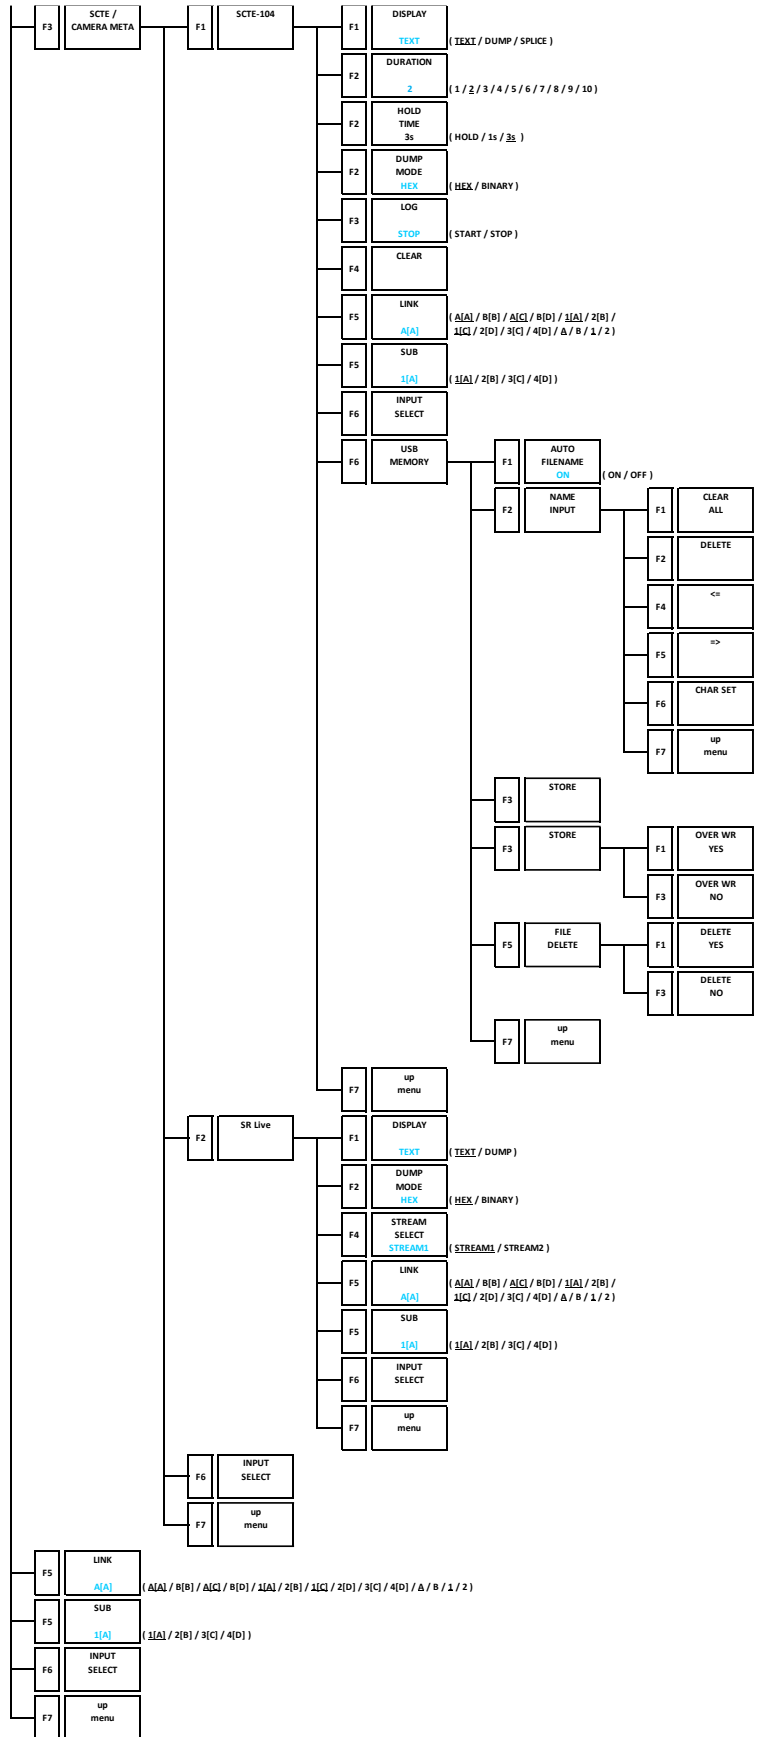 F3
SCTE /
CAMERA META
F1
SCTE-104
F1
DISPLAY
TEXT
( TEXT / DUMP / SPLICE )
F2
DURATION
2
( 1 / 2 / 3 / 4 / 5 / 6 / 7 / 8 / 9 / 10 )
F2
HOLD
TIME
3s
( HOLD / 1s / 3s )
F2
DUMP
MODE
HEX
( HEX / BINARY )
F3
LOG
STOP
( START / STOP )
F4
CLEAR
F5
LINK
A[A]
( A[A] / B[B] / A[C] / B[D] / 1[A] / 2[B] /
1[C] / 2[D] / 3[C] / 4[D] / A / B / 1 / 2 )
F5
SUB
1[A]
( 1[A] / 2[B] / 3[C] / 4[D] )
F6
INPUT
SELECT
F6
USB
MEMORY
F1
AUTO
FILENAME
ON
( ON / OFF )
F2
NAME
INPUT
F1
CLEAR
ALL
F2
DELETE
F4
<=
F5
=>
F6
CHAR SET
F7
up
menu
F3
STORE
F3
STORE
F1
OVER WR
YES
F3
OVER WR
NO
F5
FILE
DELETE
F1
DELETE
YES
F3
DELETE
NO
F7
up
menu
F7
up
menu
F2
SR Live
F1
DISPLAY
TEXT
( TEXT / DUMP )
F2
DUMP
MODE
HEX
( HEX / BINARY )
F4
STREAM
SELECT
STREAM1
( STREAM1 / STREAM2 )
F5
LINK
A[A]
( A[A] / B[B] / A[C] / B[D] / 1[A] / 2[B] /
1[C] / 2[D] / 3[C] / 4[D] / A / B / 1 / 2 )
F5
SUB
1[A]
( 1[A] / 2[B] / 3[C] / 4[D] )
F6
INPUT
SELECT
F7
up
menu
F6
INPUT
SELECT
F7
up
menu
F5
LINK
A[A]
( A[A] / B[B] / A[C] / B[D] / 1[A] / 2[B] / 1[C] / 2[D] / 3[C] / 4[D] / A / B / 1 / 2 )
F5
SUB
1[A]
( 1[A] / 2[B] / 3[C] / 4[D] )
F6
INPUT
SELECT
F7
up
menu